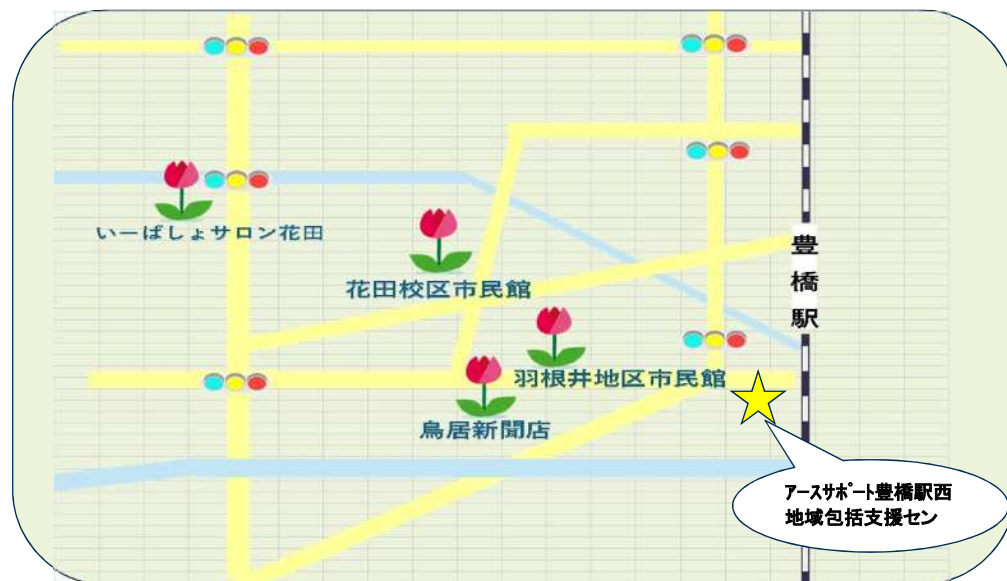 いーばしょサロン花田
花田校区市民館
豊橋駅
羽根井地区市民館
鳥居新聞店
アースサポート豊橋駅西
地域包括支援セン